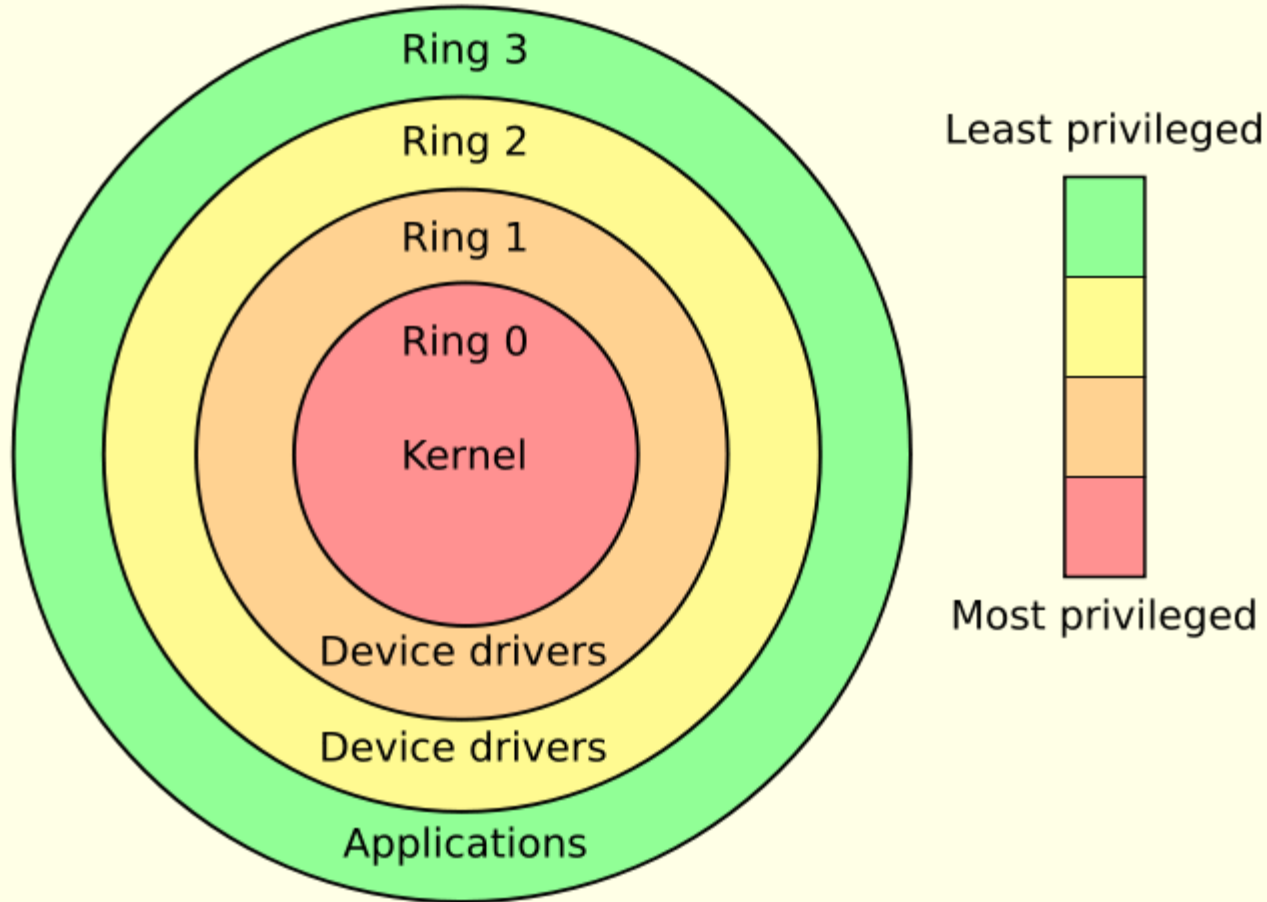 Ring 3
Ring 2
Ring 1
Ring 0
Kernel
Device drivers
Device drivers
Applications
Least privileged
Most privileged